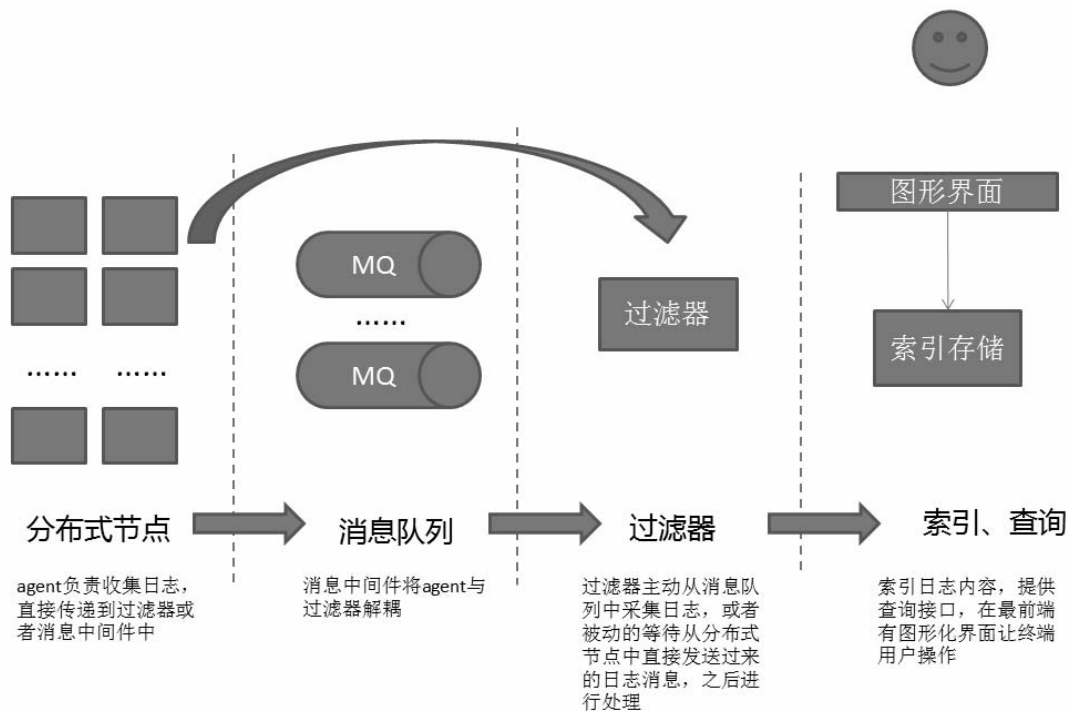 图形界面
MQ
……
MQ
过滤器
索引存储
…… ……
分布式节点
消息队列
过滤器
索引、查询
agent负责收集日志，
直接传递到过滤器或
者消息中间件中
消息中间件将agent与
过滤器解耦
过滤器主动从消息队
列中采集日志，或者
被动的等待从分布式
节点中直接发送过来
的日志消息，之后进
行处理
索引日志内容，提供
查询接口，在最前端
有图形化界面让终端
用户操作